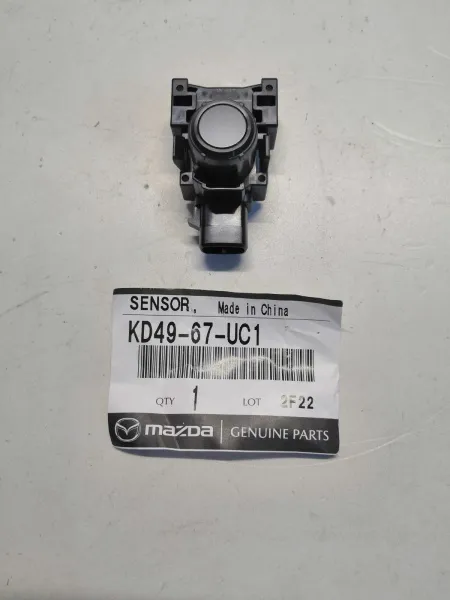 SENSOR, Made in China
KD49-67-UC1
QTY 1 LOT 2F22
mazda GENUINE PARTS